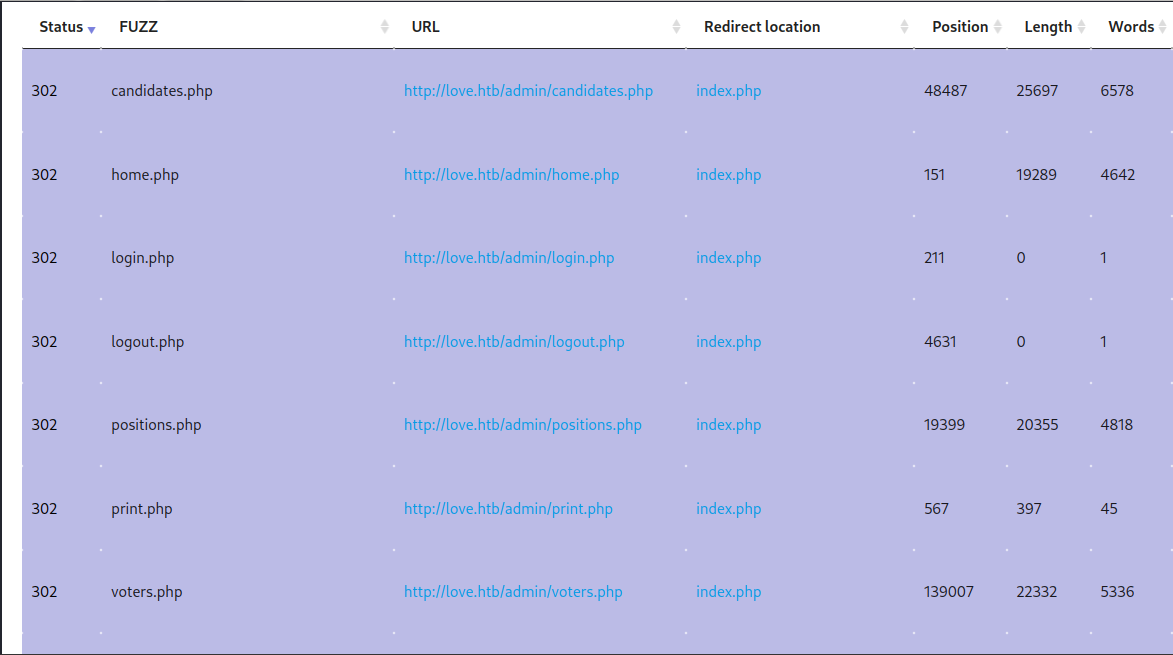 Status FUZZ URL Redirect location Position Length Words
302 candidates.php http://love.htb/admin/candidates.php index.php 48487 25697 6578
302 home.php http://love.htb/admin/home.php index.php 151 19289 4642
302 login.php http://love.htb/admin/login.php index.php 211 0 1
302 logout.php http://love.htb/admin/logout.php index.php 4631 0 1
302 positions.php http://love.htb/admin/positions.php index.php 19399 20355 4818
302 print.php http://love.htb/admin/print.php index.php 567 397 45
302 voters.php http://love.htb/admin/voters.php index.php 139007 22332 5336